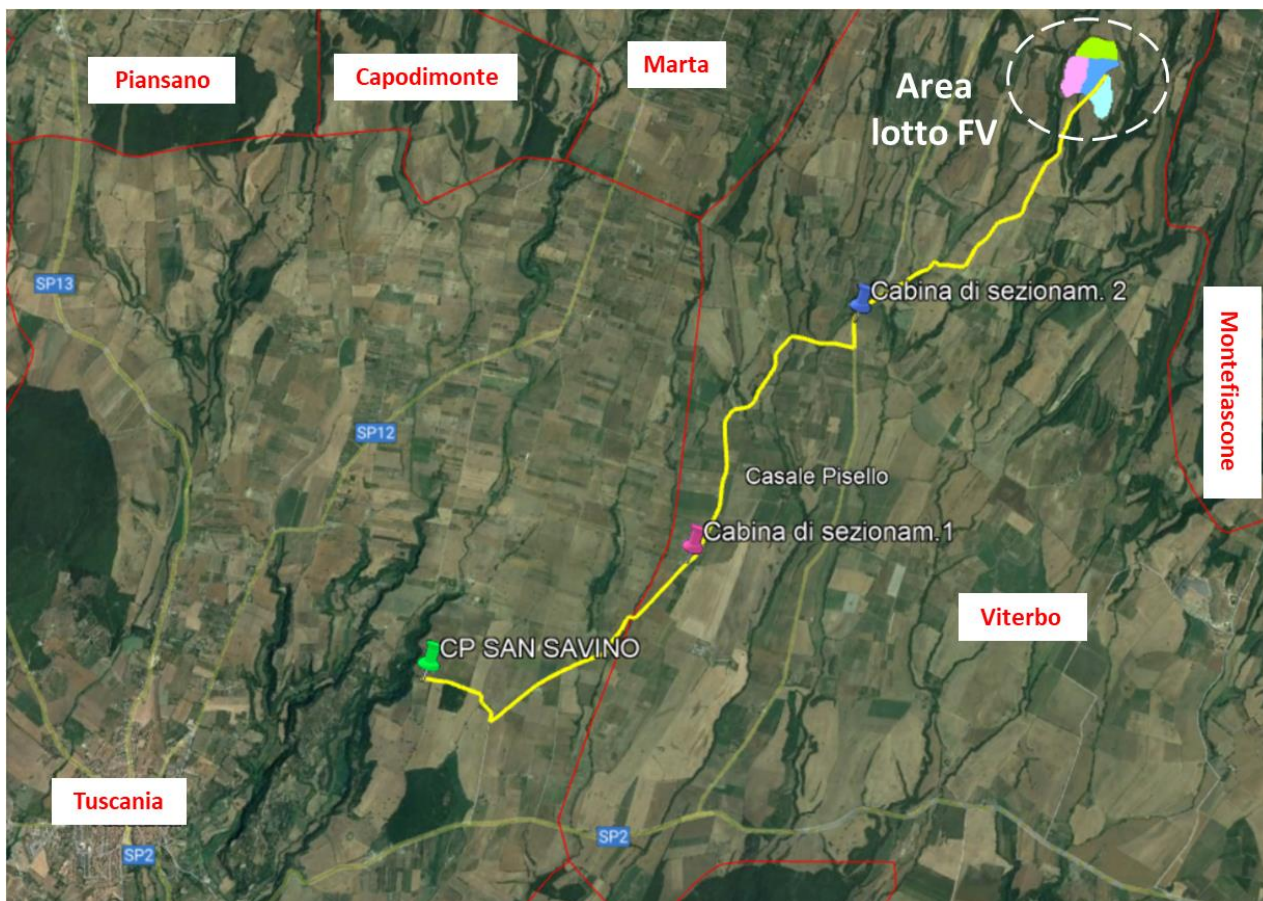 Piansano
Capodimonte
Marta
Area
lotto FV
SP13
Cabina di sezionam. 2
Montefiascone
SP12
Casale Pisello
Cabina di sezionam.1
Viterbo
CP SAN SAVINO
Tuscania
SP2
SP2